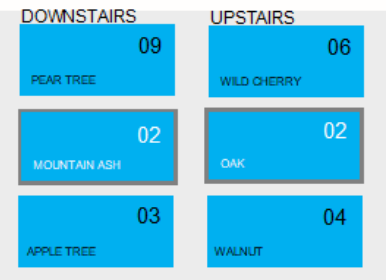 DOWNSTAIRS UPSTAIRS
09 06
PEAR TREE WILD CHERRY
02 02
MOUNTAIN ASH OAK
03 04
APPLE TREE WALNUT